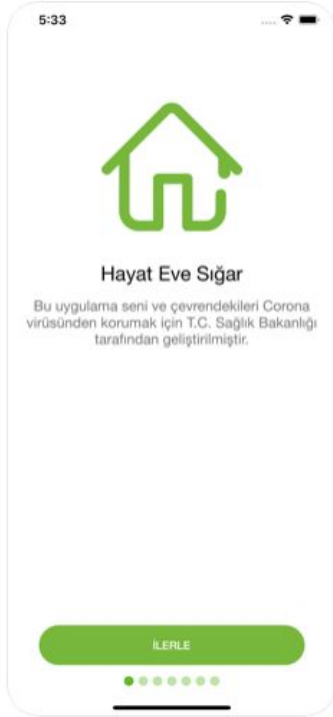 5:33
Hayat Eve Sığar
Bu uygulama seni ve çevrendekileri Corona
virüsünden korumak için T.C. Sağlık Bakanlığı
tarafından geliştirilmiştir.
İLERLE